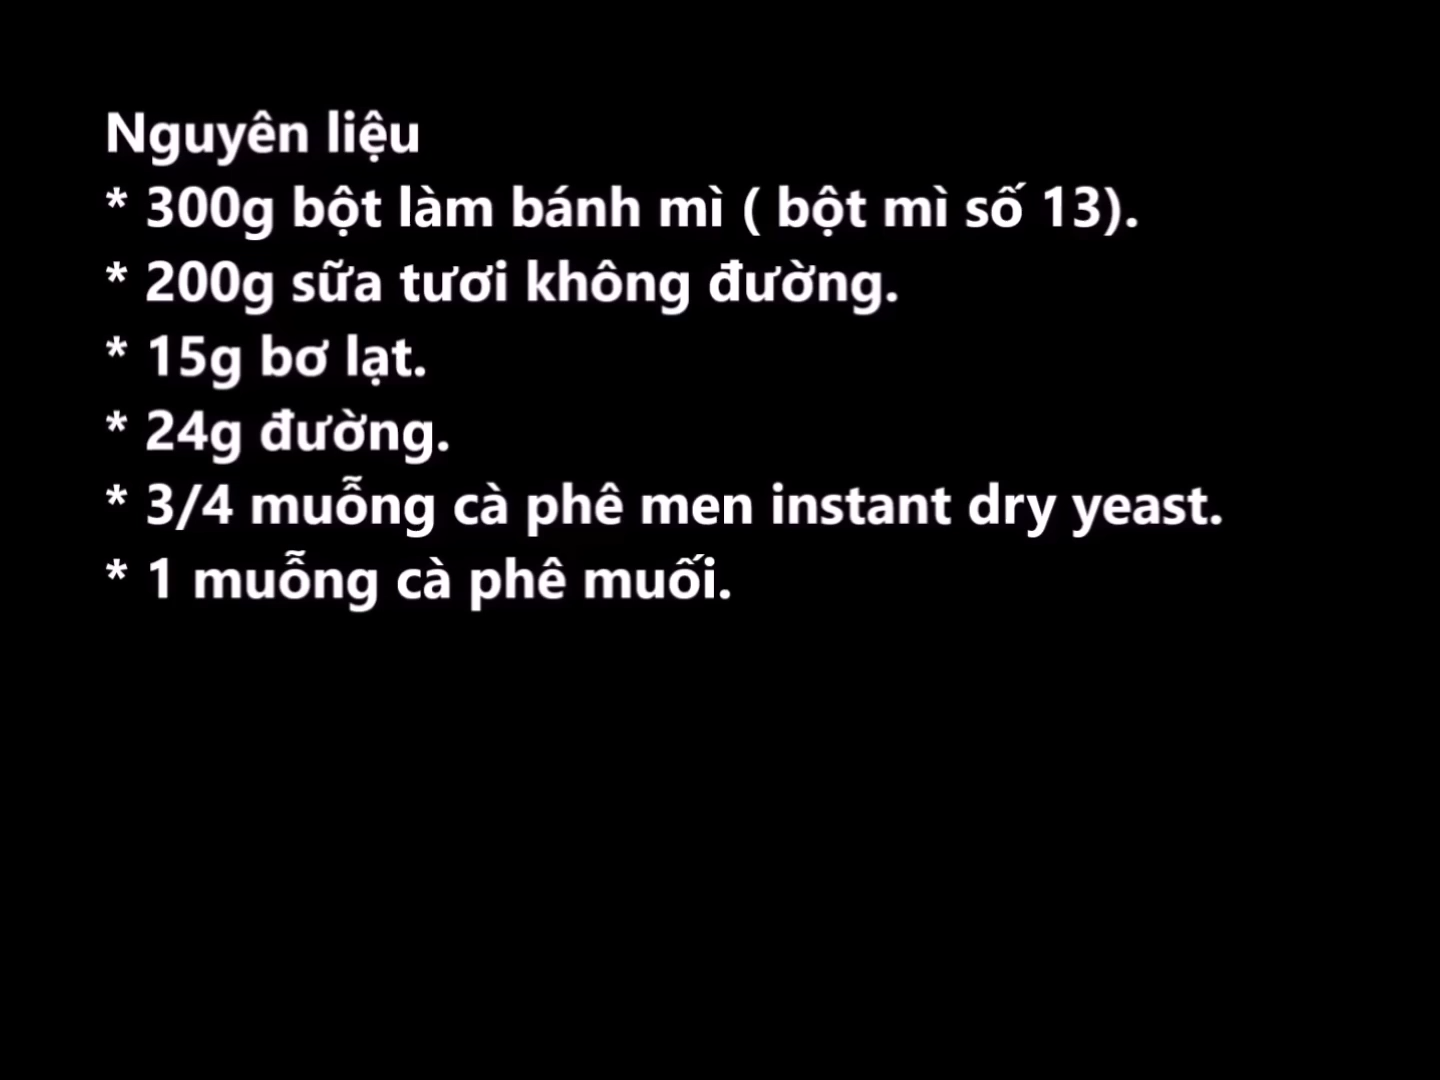 Nguyên liệu
* 300g bột làm bánh mì ( bột mì số 13).
* 200g sữa tươi không đường.
* 15g bơ lạt.
* 24g đường.
* 3/4 muỗng cà phê men instant dry yeast.
* 1 muỗng cà phê muối.